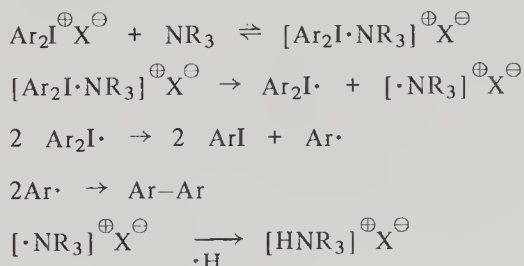 Ar₂I^⊕X^⊖ + NR₃ ⇌ [Ar₂I·NR₃]^⊕X^⊖
[Ar₂I·NR₃]^⊕X^⊖ → Ar₂I· + [·NR₃]^⊕X^⊖
2 Ar₂I· → 2 ArI + Ar·
2Ar· → Ar–Ar
[·NR₃]^⊕X^⊖ →·H [HNR₃]^⊕X^⊖